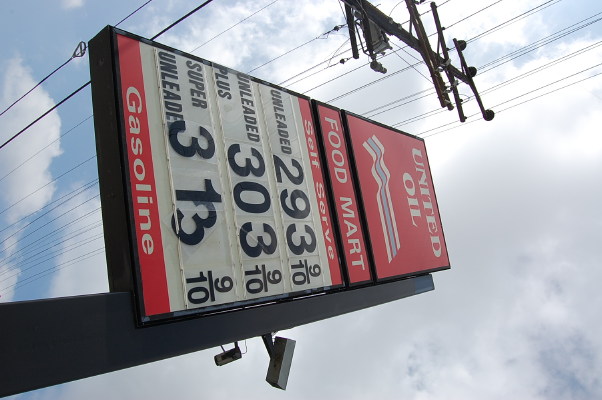 UNITED
OIL
FOOD MART
Self Serve
UNLEADED 293 9/10
PLUS
UNLEADED 303 9/10
SUPER
UNLEADED 313 9/10
Gasoline